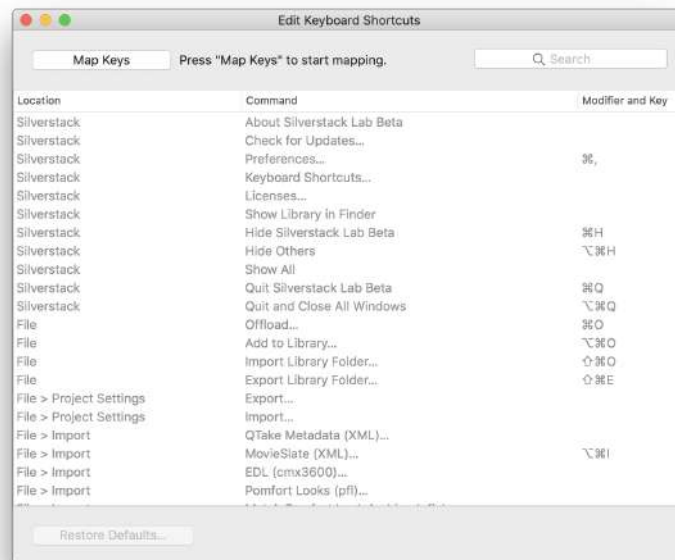 Edit Keyboard Shortcuts
Map Keys Press "Map Keys" to start mapping. Search
Location Command Modifier and Key
Silverstack About Silverstack Lab Beta
Silverstack Check for Updates...
Silverstack Preferences... ⌘,
Silverstack Keyboard Shortcuts...
Silverstack Licenses...
Silverstack Show Library in Finder
Silverstack Hide Silverstack Lab Beta ⌘H
Silverstack Hide Others ⌥⌘H
Silverstack Show All
Silverstack Quit Silverstack Lab Beta ⌘Q
Silverstack Quit and Close All Windows ⌥⌘Q
File Offload... ⌘O
File Add to Library... ⌥⌘O
File Import Library Folder... ⇧⌘O
File Export Library Folder... ⇧⌘E
File > Project Settings Export...
File > Project Settings Import...
File > Import QTake Metadata (XML)...
File > Import MovieSlate (XML)... ⌥⌘I
File > Import EDL (cmx3600)...
File > Import Pomfort Looks (pfl)...
Restore Defaults...